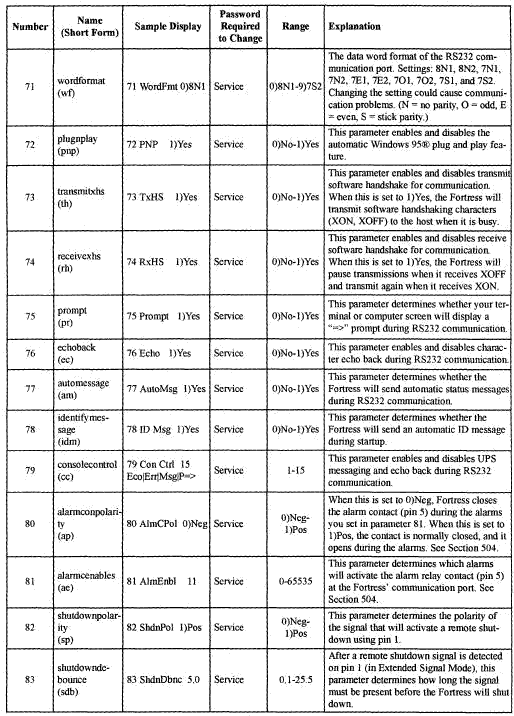 Number
Name
(Short Form)
Sample Display
Password
Required
to Change
Range
Explanation
71
wordformat
(wf)
71 WordFmt 0)8N1
Service
0)8N1-9)7S2
The data word format of the RS232 com-
munication port. Settings: 8N1, 8N2, 7N1,
7N2, 7E1, 7E2, 7O1, 7O2, 7S1, and 7S2.
Changing the setting could cause communi-
cation problems. (N = no parity, O = odd, E
= even, S = stick parity.)
72
plugnplay
(pnp)
72 PNP 1)Yes
Service
0)No-1)Yes
This parameter enables and disables the
automatic Windows 95® plug and play fea-
ture.
73
transmitxhs
(th)
73 TxHS 1)Yes
Service
0)No-1)Yes
This parameter enables and disables transmit
software handshake for communication.
When this is set to 1)Yes, the Fortress will
transmit software handshaking characters
(XON, XOFF) to the host when it is busy.
74
receivexhs
(rh)
74 RxHS 1)Yes
Service
0)No-1)Yes
This parameter enables and disables receive
software handshake for communication.
When this is set to 1)Yes, the Fortress will
pause transmissions when it receives XOFF
and transmit again when it receives XON.
75
prompt
(pr)
75 Prompt 1)Yes
Service
0)No-1)Yes
This parameter determines whether your ter-
minal or computer screen will display a
"=>" prompt during RS232 communication.
76
echoback
(ec)
76 Echo 1)Yes
Service
0)No-1)Yes
This parameter enables and disables charac-
ter echo back during RS232 communication.
77
automessage
(am)
77 AutoMsg 1)Yes
Service
0)No-1)Yes
This parameter determines whether the
Fortress will send automatic status messages
during RS232 communication.
78
identifymes-
sage
(idm)
78 ID Msg 1)Yes
Service
0)No-1)Yes
This parameter determines whether the
Fortress will send an automatic ID message
during startup.
79
consolecontrol
(cc)
79 Con Ctrl 15
Eco|Err|Msg|P=>
Service
1-15
This parameter enables and disables UPS
messaging and echo back during RS232
communication.
80
alarmconpolari-
ty
(ap)
80 AlmCPol 0)Neg
Service
0)Neg-
1)Pos
When this is set to 0)Neg, Fortress closes
the alarm contact (pin 5) during the alarms
you set in parameter 81. When this is set to
1)Pos, the contact is normally closed, and it
opens during the alarms. See Section 504.
81
alarmenables
(ae)
81 AlmEnbl 11
Service
0-65535
This parameter determines which alarms
will activate the alarm relay contact (pin 5)
at the Fortress' communication port. See
Section 504.
82
shutdownpolar-
ity
(sp)
82 ShdnPol 1)Pos
Service
0)Neg-
1)Pos
This parameter determines the polarity of
the signal that will activate a remote shut-
down using pin 1.
83
shutdownde-
bounce
(sdb)
83 ShdnDbnc 5.0
Service
0.1-25.5
After a remote shutdown signal is detected
on pin 1 (in Extended Signal Mode), this
parameter determines how long the signal
must be present before the Fortress will shut
down.